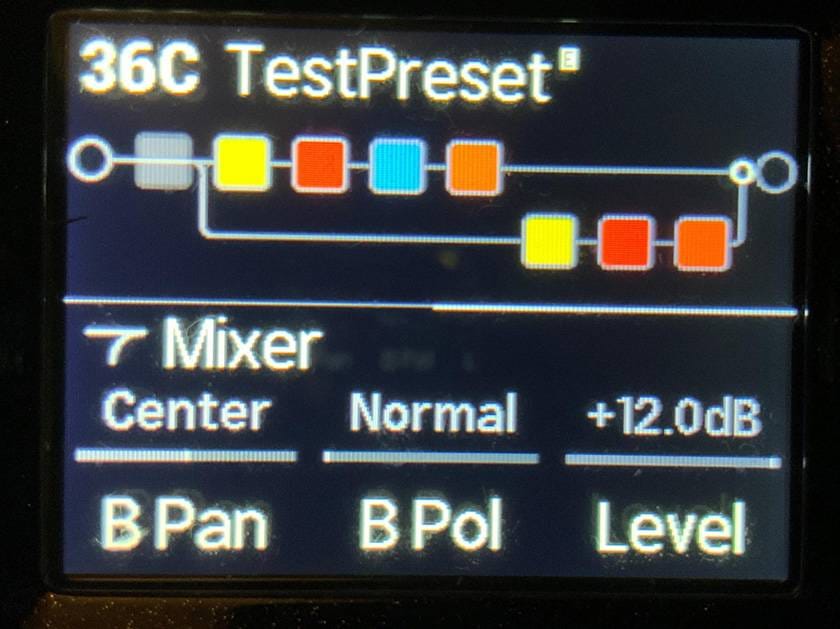 36C TestPreset E
Mixer
Center Normal +12.0dB
B Pan B Pol Level